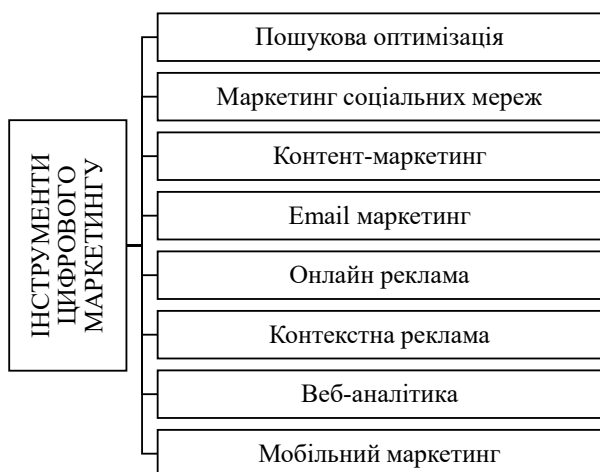 ІНСТРУМЕНТИ
ЦИФРОВОГО
МАРКЕТИНГУ
Пошукова оптимізація
Маркетинг соціальних мереж
Контент-маркетинг
Email маркетинг
Онлайн реклама
Контекстна реклама
Веб-аналітика
Мобільний маркетинг